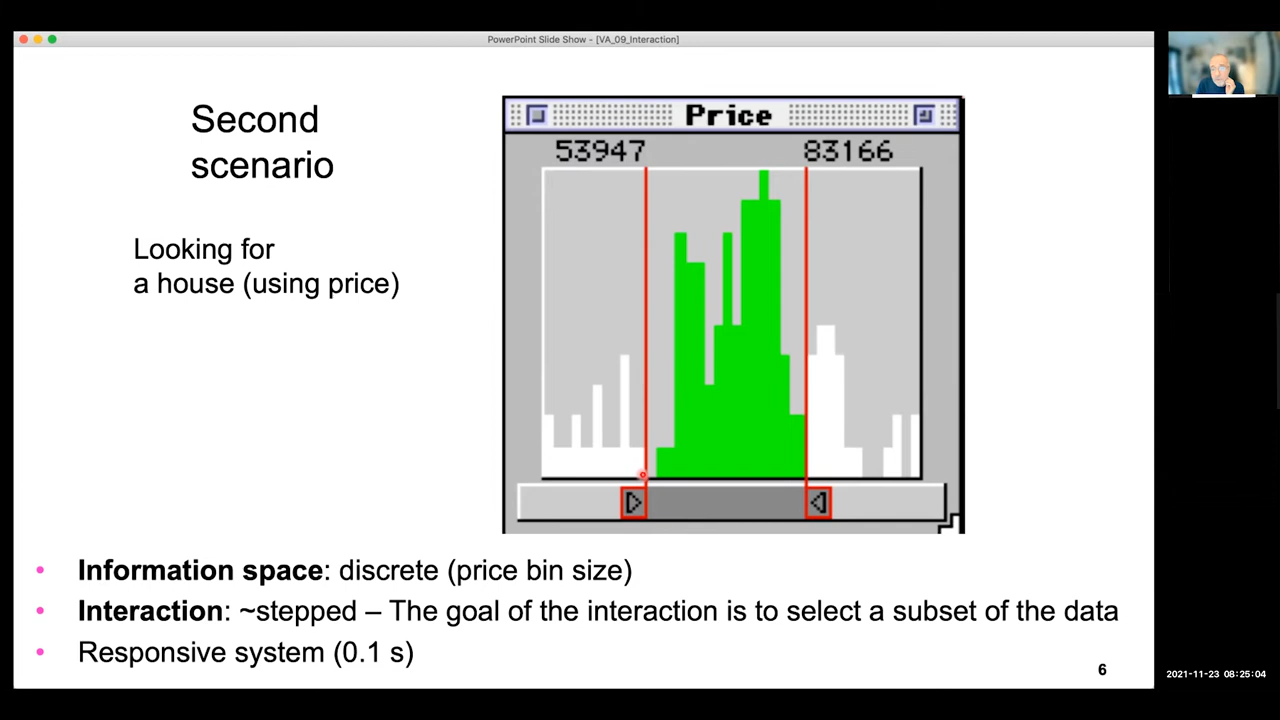 PowerPoint Slide Show - [VA_09_Interaction]
Second
scenario
Looking for
a house (using price)
Price
53947 83166
• Information space: discrete (price bin size)
• Interaction: ~stepped – The goal of the interaction is to select a subset of the data
• Responsive system (0.1 s)
6
2021-11-23 08:25:04